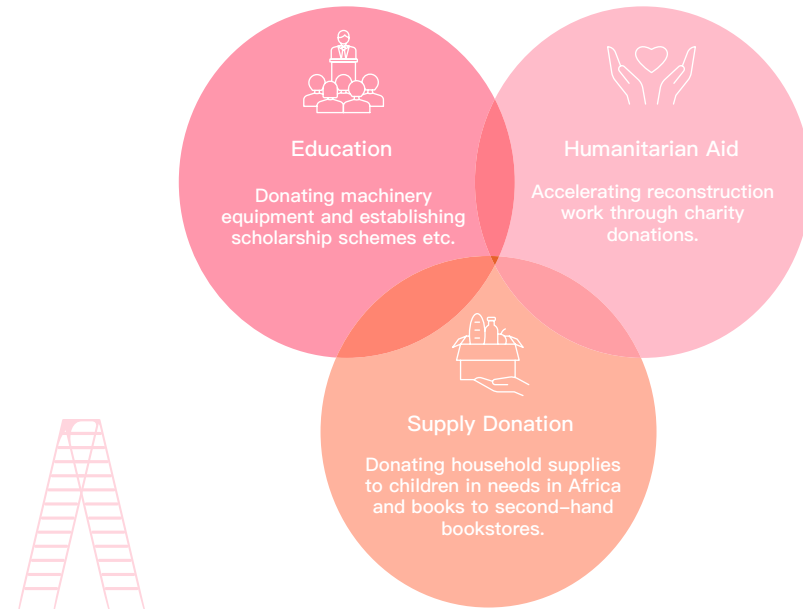 Education
Donating machinery
equipment and establishing
scholarship schemes etc.
Humanitarian Aid
Accelerating reconstruction
work through charity
donations.
Supply Donation
Donating household supplies
to children in needs in Africa
and books to second-hand
bookstores.